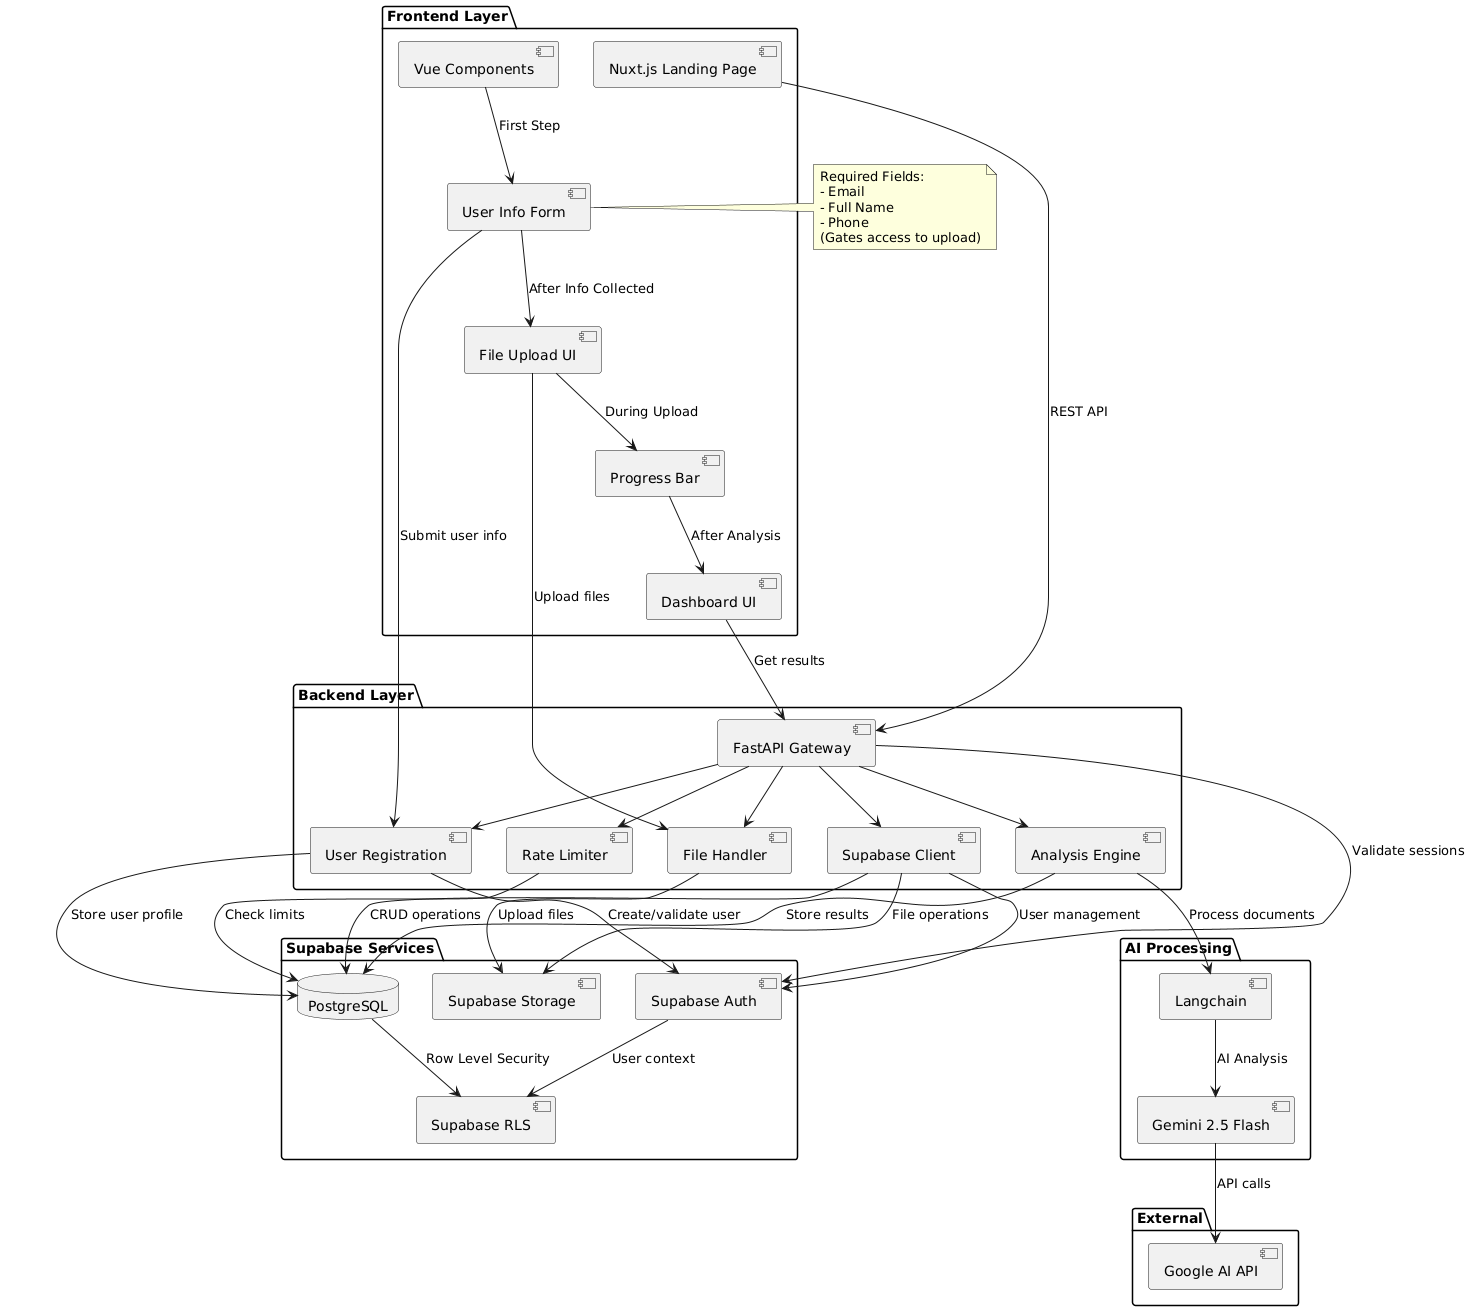 Frontend Layer
Vue Components
Nuxt.js Landing Page
First Step
Required Fields:
- Email
- Full Name
- Phone
(Gates access to upload)
User Info Form
After Info Collected
File Upload UI
During Upload
REST API
Progress Bar
Submit user info
After Analysis
Upload files
Dashboard UI
Get results
Backend Layer
FastAPI Gateway
User Registration
Rate Limiter
File Handler
Supabase Client
Analysis Engine
Validate sessions
Store user profile
Check limits
CRUD operations
Upload files
Create/validate user
Store results
File operations
User management
Process documents
Supabase Services
AI Processing
PostgreSQL
Supabase Storage
Supabase Auth
Langchain
Row Level Security
User context
AI Analysis
Supabase RLS
Gemini 2.5 Flash
API calls
External
Google AI API